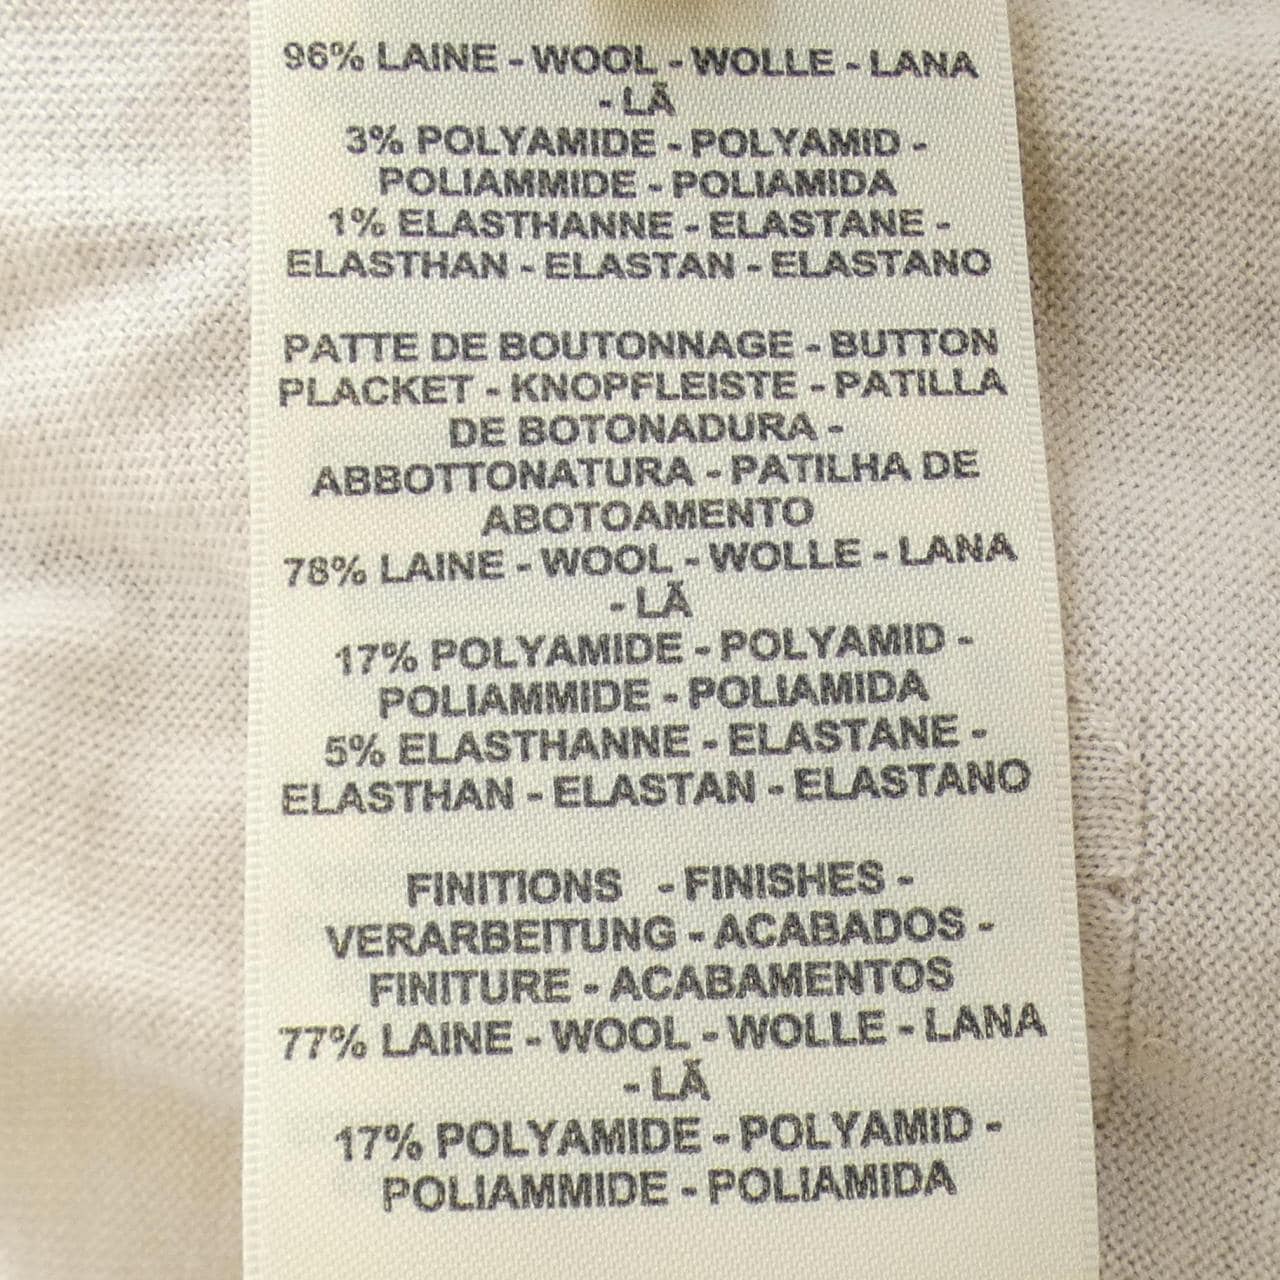 96% LAINE - WOOL - WOLLE - LANA
- LÃ
3% POLYAMIDE - POLYAMID -
POLIAMMIDE - POLIAMIDA
1% ELASTHANNE - ELASTANE -
ELASTHAN - ELASTAN - ELASTANO
PATTE DE BOUTONNAGE - BUTTON
PLACKET - KNOPFLEISTE - PATILLA
DE BOTONADURA -
ABBOTTONATURA - PATILHA DE
ABOTOAMENTO
78% LAINE - WOOL - WOLLE - LANA
- LÃ
17% POLYAMIDE - POLYAMID -
POLIAMMIDE - POLIAMIDA
5% ELASTHANNE - ELASTANE -
ELASTHAN - ELASTAN - ELASTANO
FINITIONS - FINISHES -
VERARBEITUNG - ACABADOS -
FINITURE - ACABAMENTOS
77% LAINE - WOOL - WOLLE - LANA
- LÃ
17% POLYAMIDE - POLYAMID -
POLIAMMIDE - POLIAMIDA